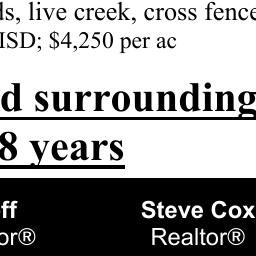 ds, live creek, cross fence
ISD; $4,250 per ac
d surrounding
8 years
ff Steve Cox
or® Realtor®